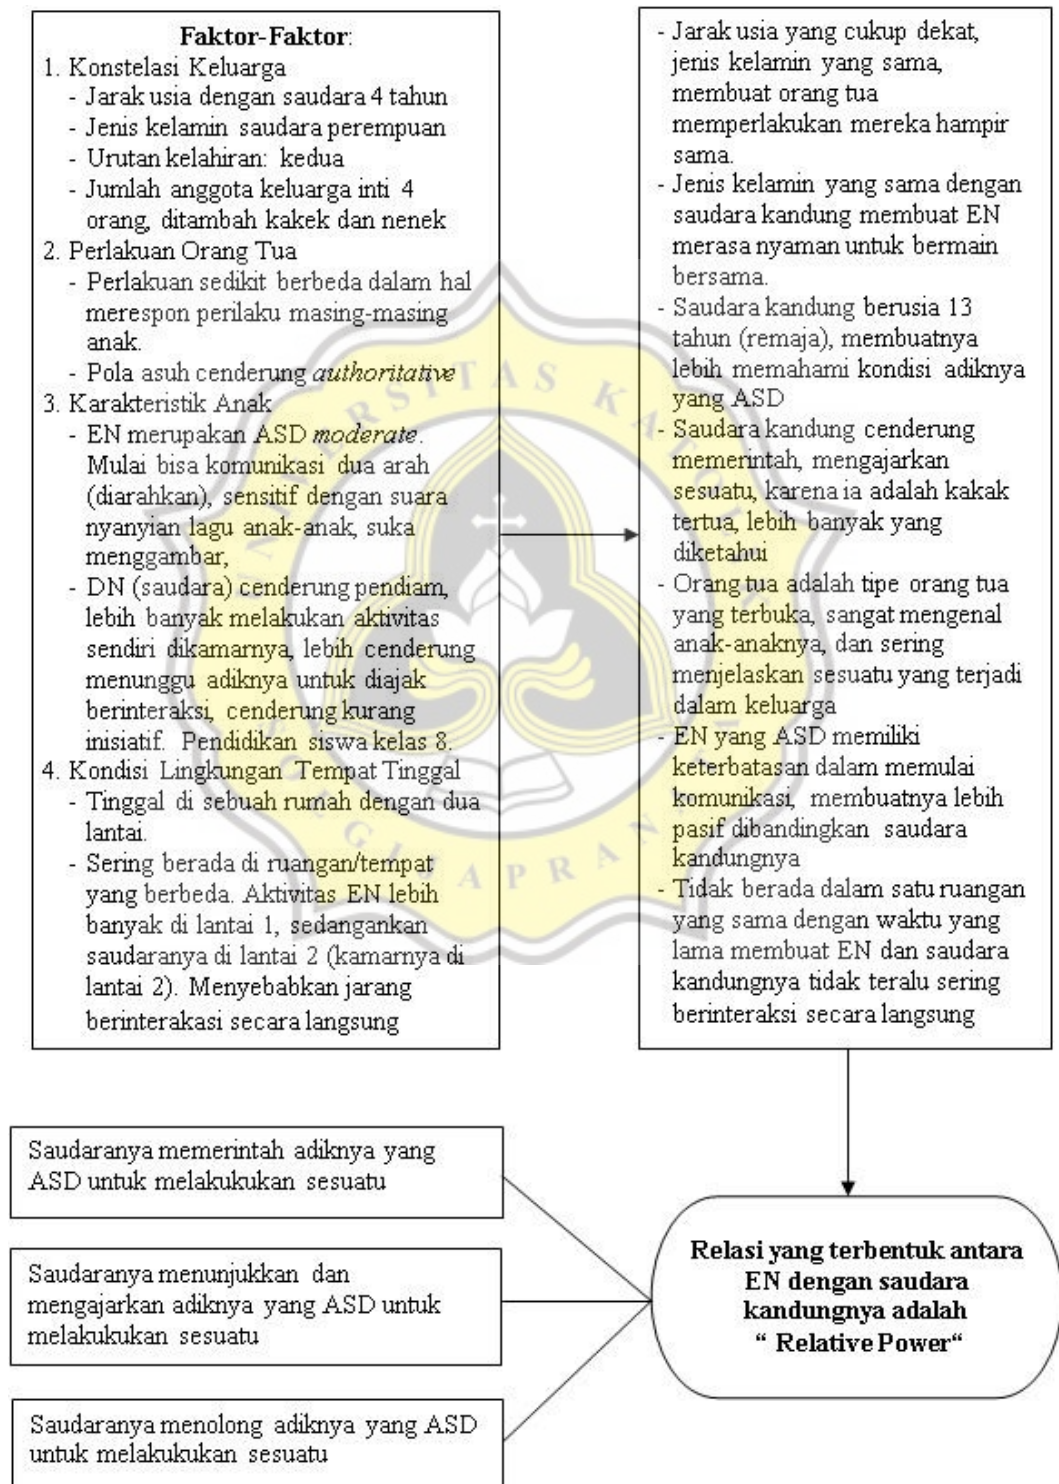 Faktor-Faktor:
1. Konstelasi Keluarga
- Jarak usia dengan saudara 4 tahun
- Jenis kelamin saudara perempuan
- Urutan kelahiran: kedua
- Jumlah anggota keluarga inti 4
orang, ditambah kakek dan nenek
2. Perlakuan Orang Tua
- Perlakuan sedikit berbeda dalam hal
merespon perilaku masing-masing
anak.
- Pola asuh cenderung authoritative
3. Karakteristik Anak
- EN merupakan ASD moderate.
Mulai bisa komunikasi dua arah
(diarahkan), sensitif dengan suara
nyanyian lagu anak-anak, suka
menggambar,
- DN (saudara) cenderung pendiam,
lebih banyak melakukan aktivitas
sendiri dikamarnya, lebih cenderung
menunggu adiknya untuk diajak
berinteraksi, cenderung kurang
inisiatif. Pendidikan siswa kelas 8.
4. Kondisi Lingkungan Tempat Tinggal
- Tinggal di sebuah rumah dengan dua
lantai.
- Sering berada di ruangan/tempat
yang berbeda. Aktivitas EN lebih
banyak di lantai 1, sedangankan
saudaranya di lantai 2 (kamarnya di
lantai 2). Menyebabkan jarang
berinterakasi secara langsung
- Jarak usia yang cukup dekat,
jenis kelamin yang sama,
membuat orang tua
memperlakukan mereka hampir
sama.
- Jenis kelamin yang sama dengan
saudara kandung membuat EN
merasa nyaman untuk bermain
bersama.
- Saudara kandung berusia 13
tahun (remaja), membuatnya
lebih memahami kondisi adiknya
yang ASD
- Saudara kandung cenderung
memerintah, mengajarkan
sesuatu, karena ia adalah kakak
tertua, lebih banyak yang
diketahui
- Orang tua adalah tipe orang tua
yang terbuka, sangat mengenal
anak-anaknya, dan sering
menjelaskan sesuatu yang terjadi
dalam keluarga
- EN yang ASD memiliki
keterbatasan dalam memulai
komunikasi, membuatnya lebih
pasif dibandingkan saudara
kandungnya
- Tidak berada dalam satu ruangan
yang sama dengan waktu yang
lama membuat EN dan saudara
kandungnya tidak teralu sering
berinteraksi secara langsung
Saudaranya memerintah adiknya yang
ASD untuk melakukukan sesuatu
Saudaranya menunjukkan dan
mengajarkan adiknya yang ASD untuk
melakukukan sesuatu
Saudaranya menolong adiknya yang ASD
untuk melakukukan sesuatu
Relasi yang terbentuk antara
EN dengan saudara
kandungnya adalah
“ Relative Power“
UNIVERSITAS KATOLIK
SOEGIJAPRANATA